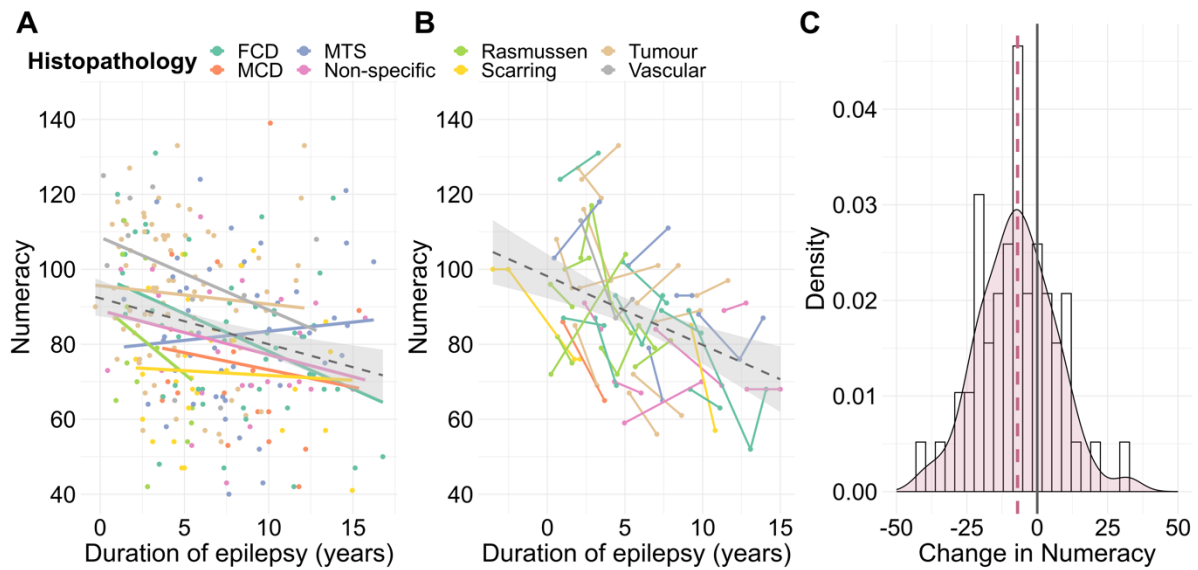 A
B
C
Histopathology
FCD
MTS
Rasmussen
Tumour
MCD
Non-specific
Scarring
Vascular
Numeracy
140
120
100
80
60
40
0
5
10
15
Duration of epilepsy (years)
Numeracy
140
120
100
80
60
40
0
5
10
15
Duration of epilepsy (years)
Density
0.04
0.03
0.02
0.01
0.00
-50
-25
0
25
50
Change in Numeracy